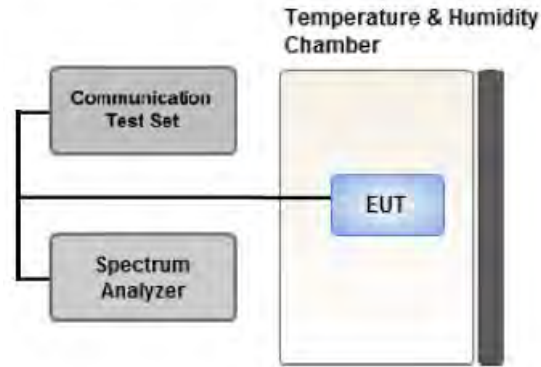 Temperature & Humidity
Chamber
Communication
Test Set
EUT
Spectrum
Analyzer